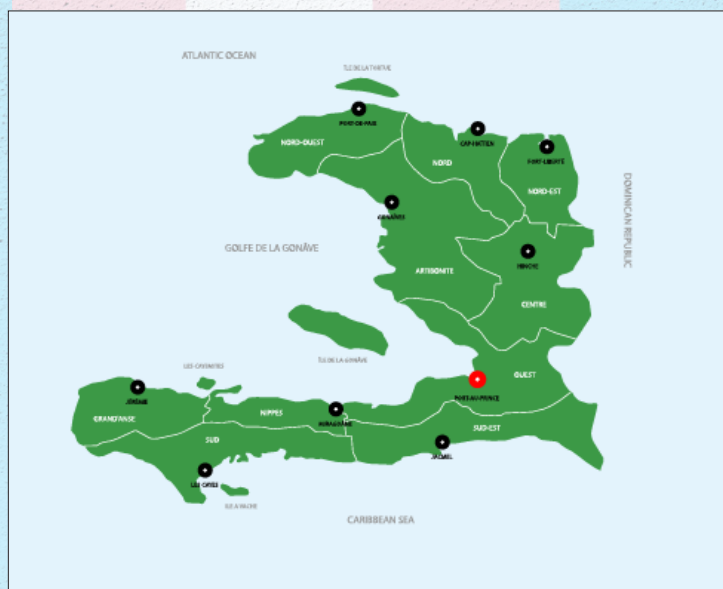 ATLANTIC OCEAN
ÎLE DE LA TORTUE
PORT-DE-PAIX
NORD-OUEST
CAP-HAÏTIEN
NORD
FORT-LIBERTÉ
NORD-EST
DOMINICAN REPUBLIC
GONAÏVES
GOLFE DE LA GONÂVE
HINCHE
ARTIBONITE
CENTRE
ÎLE DE LA GONÂVE
LES CAYEMITES
OUEST
JÉRÉMIE
PORT-AU-PRINCE
GRAND'ANSE
NIPPES
MIRAGOÂNE
SUD-EST
SUD
JACMEL
LES CAYES
ILE A VACHE
CARIBBEAN SEA